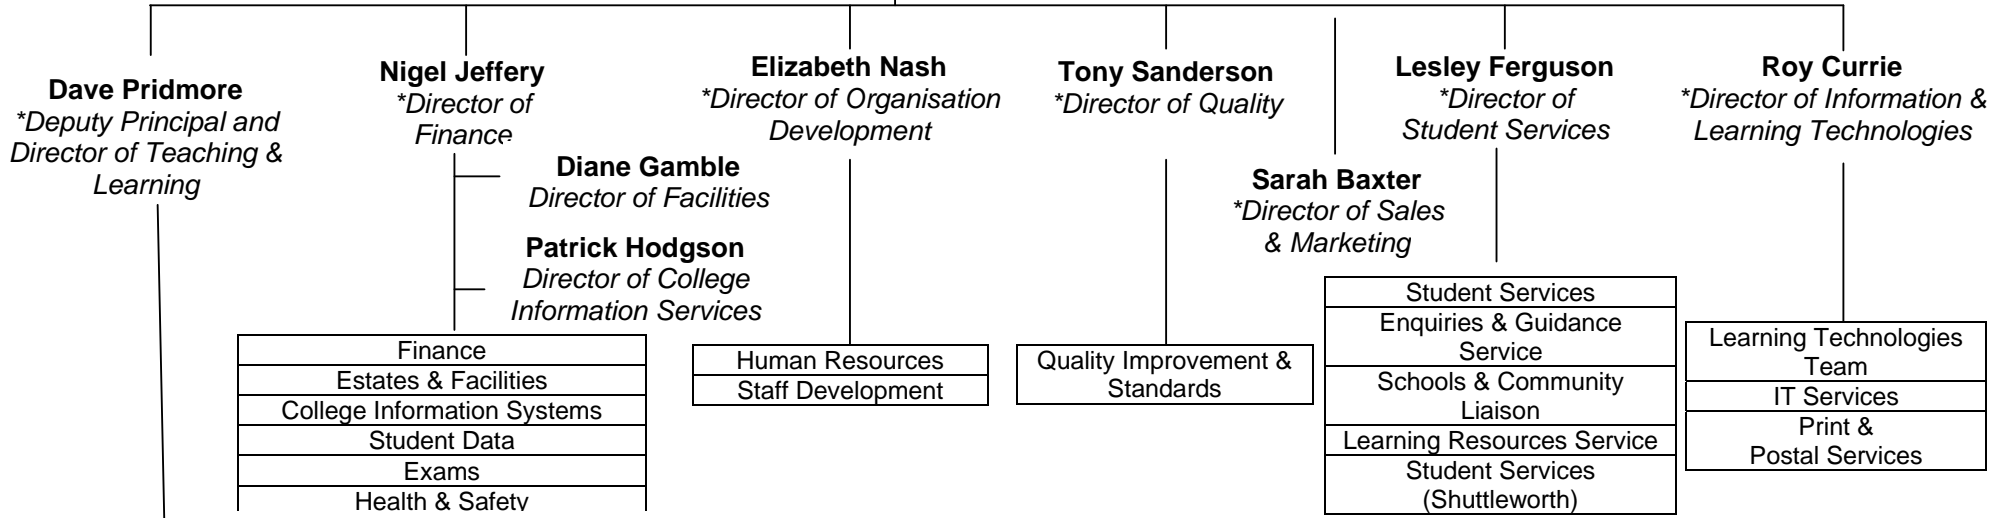 Dave Pridmore
*Deputy Principal and
Director of Teaching &
Learning
Nigel Jeffery
*Director of
Finance
Diane Gamble
Director of Facilities
Patrick Hodgson
Director of College
Information Services
Finance
Estates & Facilities
College Information Systems
Student Data
Exams
Health & Safety
Elizabeth Nash
*Director of Organisation
Development
Human Resources
Staff Development
Tony Sanderson
*Director of Quality
Quality Improvement &
Standards
Sarah Baxter
*Director of Sales
& Marketing
Lesley Ferguson
*Director of
Student Services
Student Services
Enquiries & Guidance
Service
Schools & Community
Liaison
Learning Resources Service
Student Services
(Shuttleworth)
Roy Currie
*Director of Information &
Learning Technologies
Learning Technologies
Team
IT Services
Print &
Postal Services